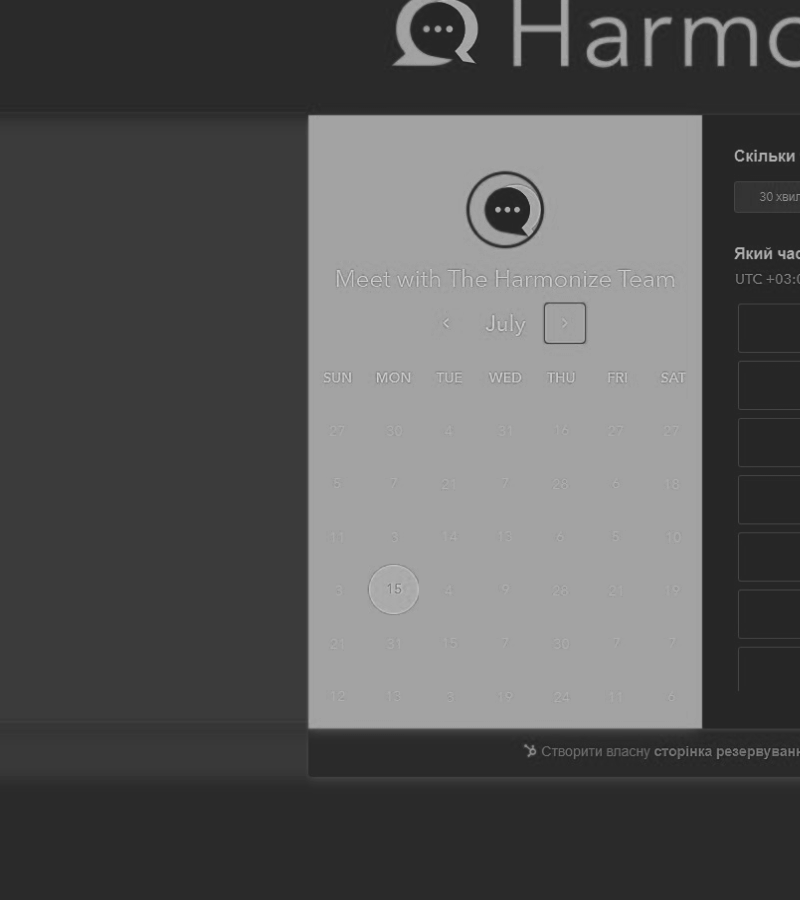 Harmo
Meet with The Harmonize Team
July
SUN MON TUE WED THU FRI SAT
27 30 4 31 16 27 27
5 7 21 7 28 6 18
11 3 14 13 6 5 10
3 15 4 9 28 21 19
21 31 15 7 30 7 7
12 13 3 19 24 11 6
Скільки
30 хвил
Який час
UTC +03:0
Створити власну сторінка резервуванн